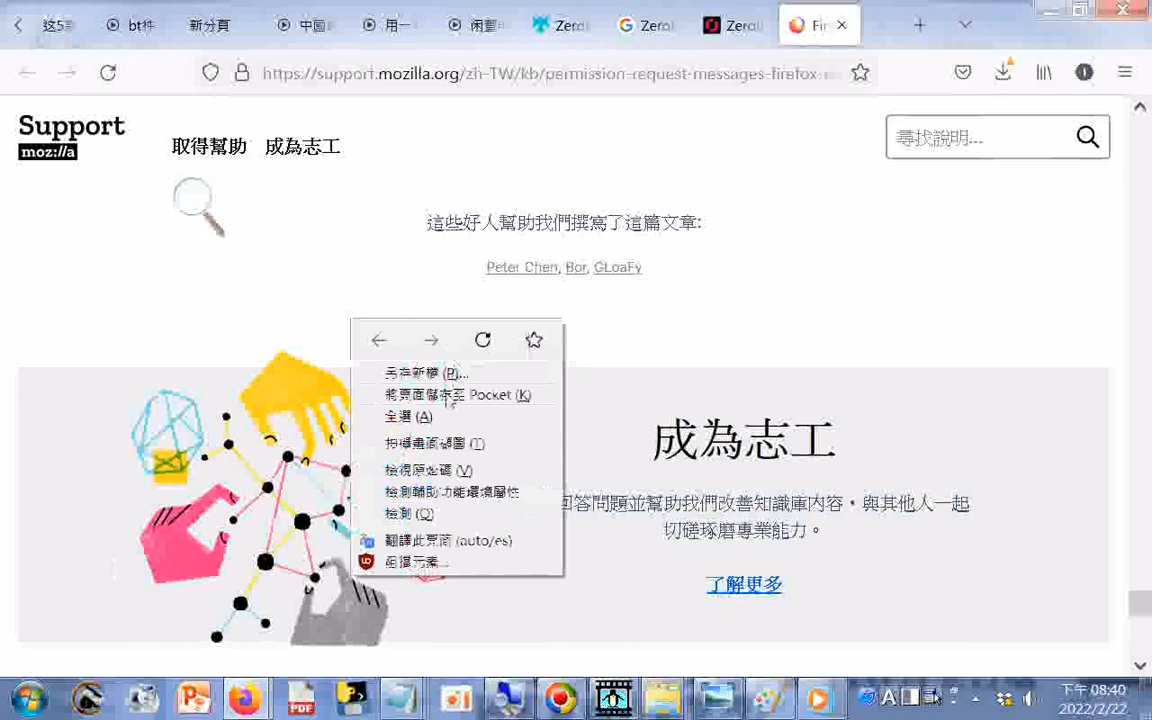 这5
bt种
新分頁
中國
用一
閑置
Zero
Zero
Zero
Fir
https://support.mozilla.org/zh-TW/kb/permission-request-messages-firefox-
Support
moz://a
取得幫助
成為志工
尋找說明...
這些好人幫助我們撰寫了這篇文章:
Peter Chen, Bor, GLoaFy
另存新檔 (P)...
將頁面儲存至 Pocket (K)
全選 (A)
拍攝畫面擷圖 (T)
檢視原始碼 (V)
檢測輔助功能環境屬性
檢測 (Q)
翻譯此頁面 (auto/es)
阻擋元素...
成為志工
回答問題並幫助我們改善知識庫內容，與其他人一起
切磋琢磨專業能力。
了解更多
PDF
A
下午 08:40
2022/2/22